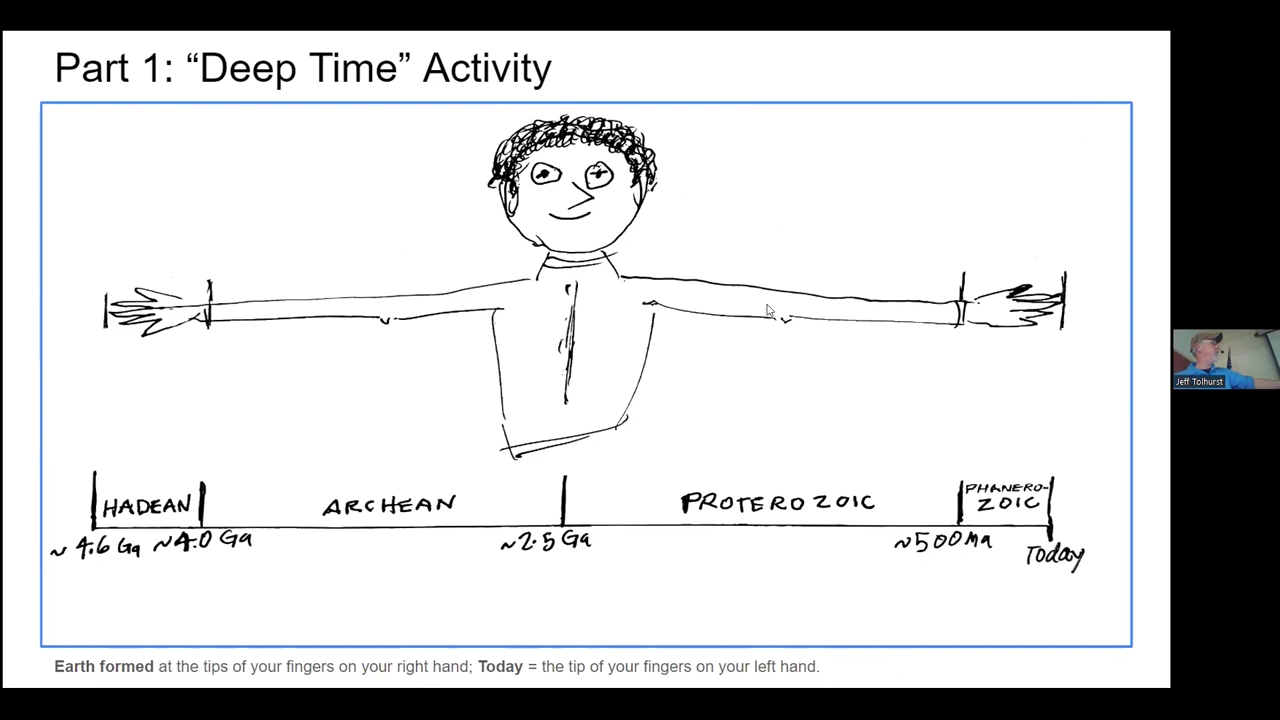 Part 1: “Deep Time” Activity
Jeff Tolhurst
HADEAN ARCHEAN PROTEROZOIC PHANERO-
ZOIC
~4.6 Ga ~4.0 Ga ~2.5 Ga ~500 Ma Today
Earth formed at the tips of your fingers on your right hand; Today = the tip of your fingers on your left hand.